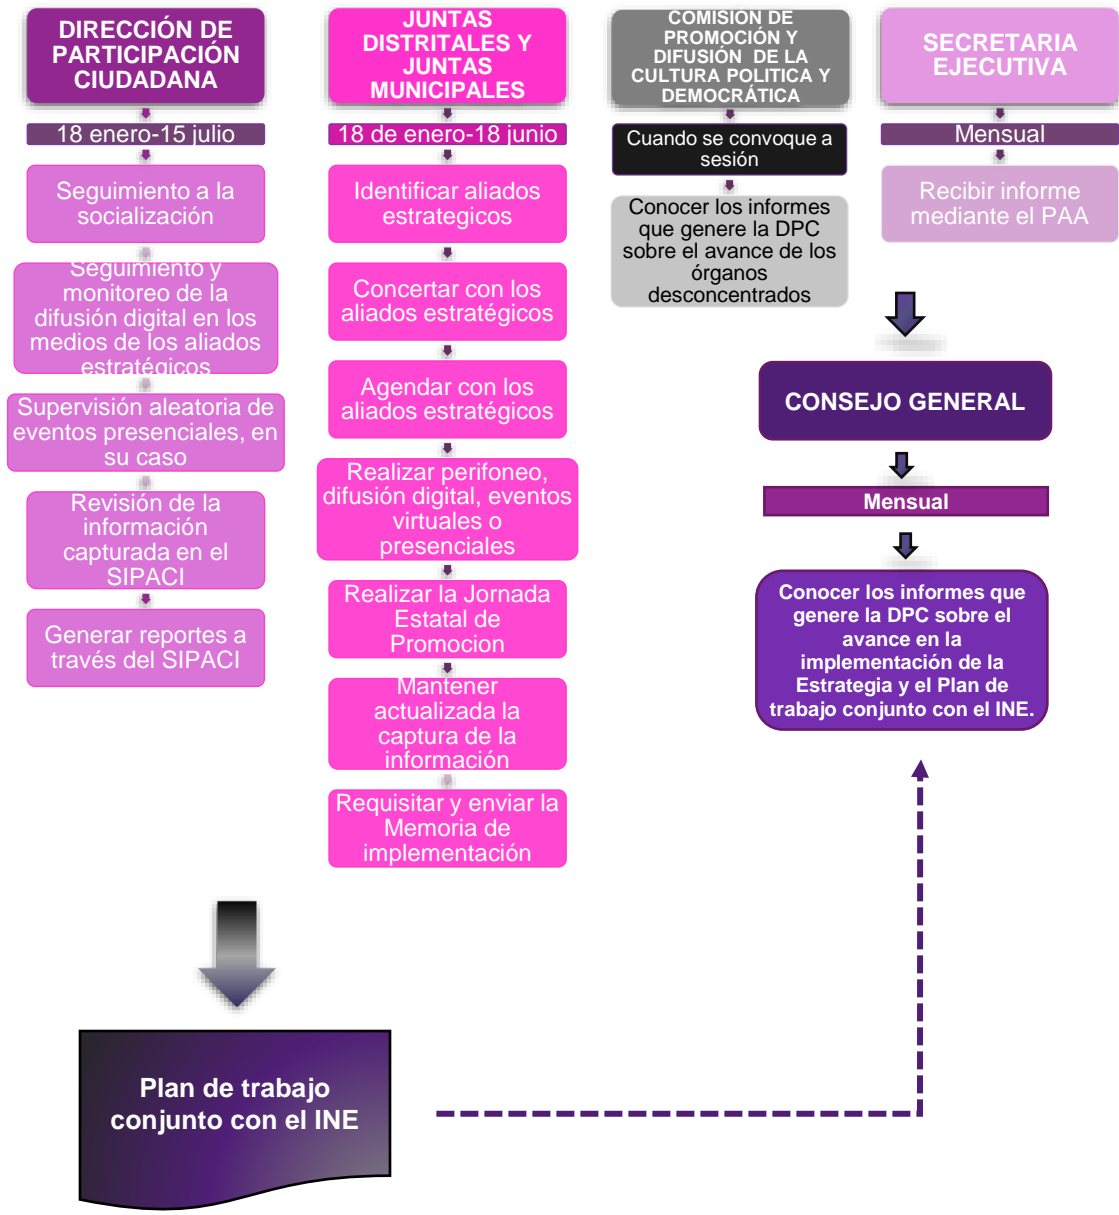 DIRECCIÓN DE
PARTICIPACIÓN
CIUDADANA
18 enero-15 julio
Seguimiento a la
socialización
Seguimiento y
monitoreo de la
difusión digital en los
medios de los aliados
estratégicos
Supervisión aleatoria de
eventos presenciales, en
su caso
Revisión de la
información
capturada en el
SIPACI
Generar reportes a
través del SIPACI
JUNTAS
DISTRITALES Y
JUNTAS
MUNICIPALES
18 de enero-18 junio
Identificar aliados
estrategicos
Concertar con los
aliados estratégicos
Agendar con los
aliados estratégicos
Realizar perifoneo,
difusión digital, eventos
virtuales o
presenciales
Realizar la Jornada
Estatal de
Promocion
Mantener
actualizada la
captura de la
información
Requisitar y enviar la
Memoria de
implementación
COMISIÓN DE
PROMOCIÓN Y
DIFUSIÓN DE LA
CULTURA POLITICA Y
DEMOCRÁTICA
Cuando se convoque a
sesión
Conocer los informes
que genere la DPC
sobre el avance de los
órganos
desconcentrados
SECRETARIA
EJECUTIVA
Mensual
Recibir informe
mediante el PAA
CONSEJO GENERAL
Mensual
Conocer los informes que
genere la DPC sobre el
avance en la
implementación de la
Estrategia y el Plan de
trabajo conjunto con el INE.
Plan de trabajo
conjunto con el INE